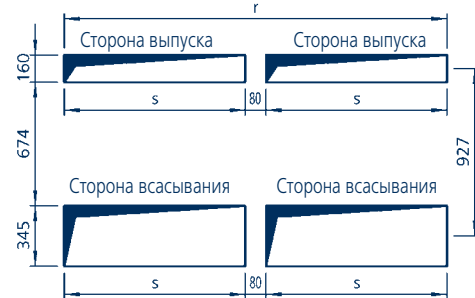 r
Сторона выпуска
Сторона выпуска
160
s
80
s
674
927
Сторона всасывания
Сторона всасывания
345
s
80
s